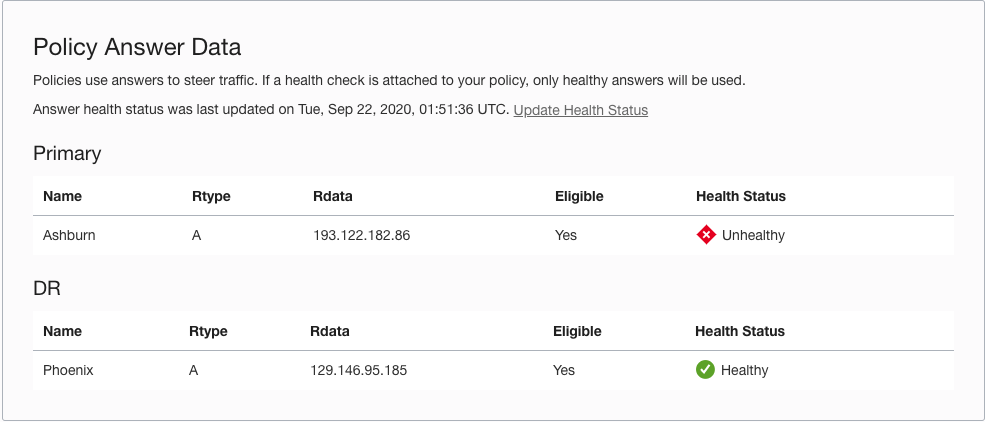 Policy Answer Data
Policies use answers to steer traffic. If a health check is attached to your policy, only healthy answers will be used.
Answer health status was last updated on Tue, Sep 22, 2020, 01:51:36 UTC. Update Health Status
Primary
Name Rtype Rdata Eligible Health Status
Ashburn A 193.122.182.86 Yes Unhealthy
DR
Name Rtype Rdata Eligible Health Status
Phoenix A 129.146.95.185 Yes Healthy